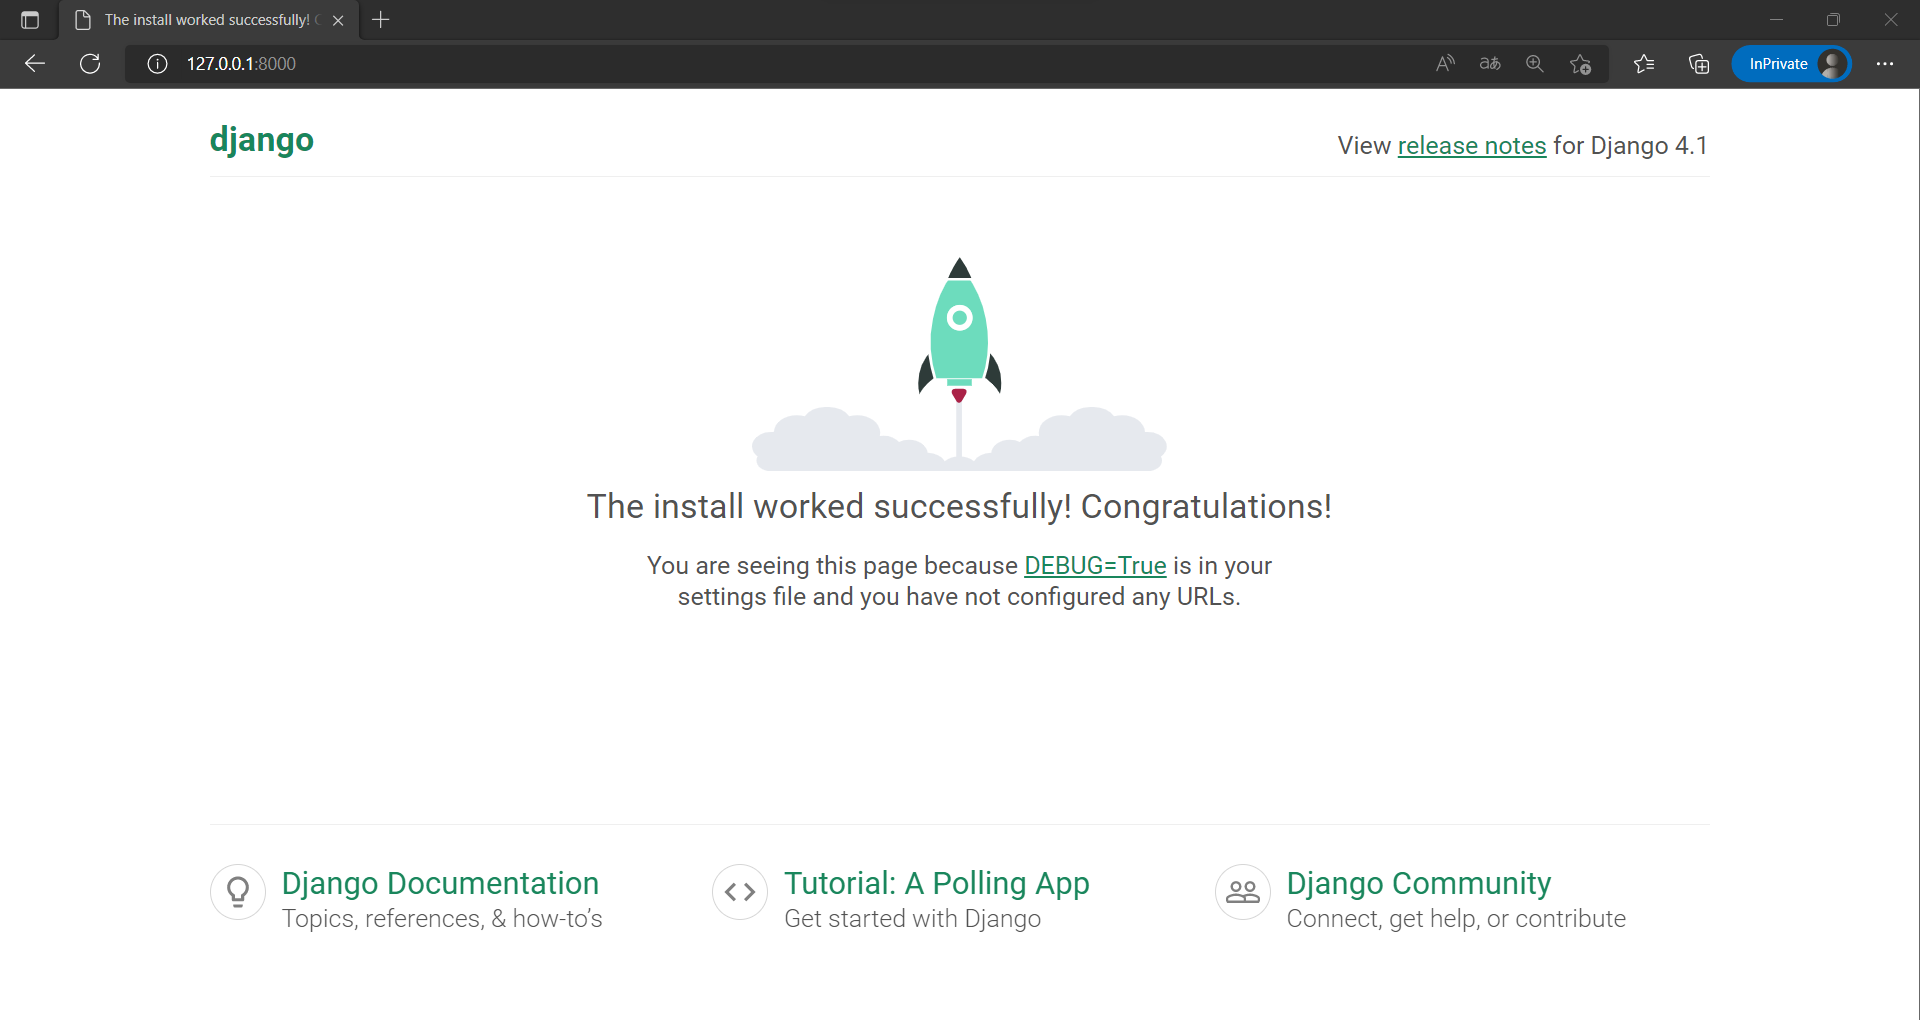 The install worked successfully!
127.0.0.1:8000
aあ
InPrivate
django
View release notes for Django 4.1
The install worked successfully! Congratulations!
You are seeing this page because DEBUG=True is in your
settings file and you have not configured any URLs.
Django Documentation
Topics, references, & how-to’s
Tutorial: A Polling App
Get started with Django
Django Community
Connect, get help, or contribute